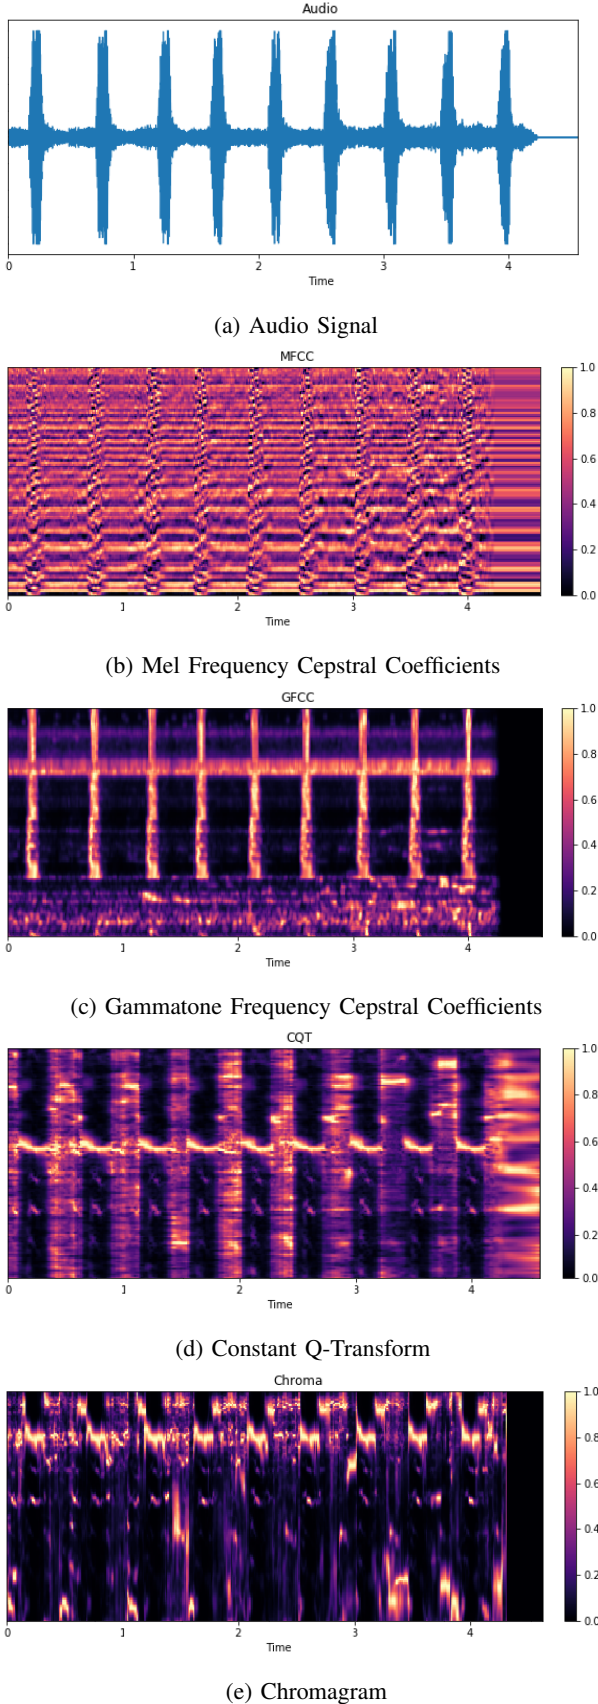 Audio
0 1 2 3 4
Time
(a) Audio Signal
MFCC
1.0
0.8
0.6
0.4
0.2
0.0
0 1 2 3 4
Time
(b) Mel Frequency Cepstral Coefficients
GFCC
1.0
0.8
0.6
0.4
0.2
0.0
0 1 2 3 4
Time
(c) Gammatone Frequency Cepstral Coefficients
CQT
1.0
0.8
0.6
0.4
0.2
0.0
0 1 2 3 4
Time
(d) Constant Q-Transform
Chroma
1.0
0.8
0.6
0.4
0.2
0.0
0 1 2 3 4
Time
(e) Chromagram